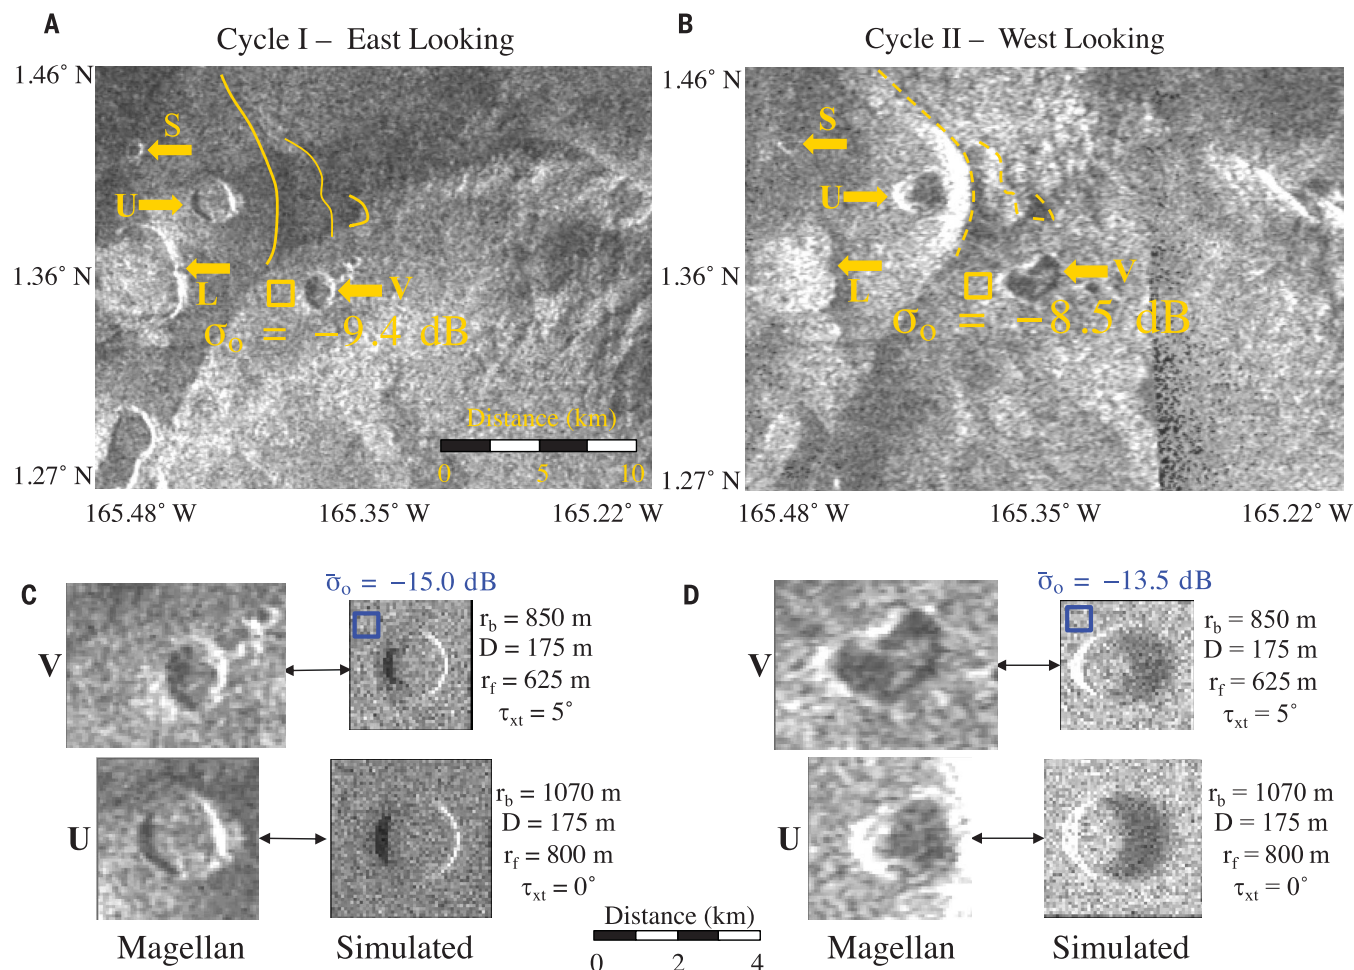 A
Cycle I – East Looking
1.46° N
S
U
1.36° N
L
V
σo = −9.4 dB
Distance (km)
0 5 10
1.27° N
165.48° W 165.35° W 165.22° W
B
Cycle II – West Looking
1.46° N
S
U
1.36° N
L
V
σo = −8.5 dB
1.27° N
165.48° W 165.35° W 165.22° W
C
σ̄o = −15.0 dB
V
rb = 850 m
D = 175 m
rf = 625 m
τxt = 5°
U
rb = 1070 m
D = 175 m
rf = 800 m
τxt = 0°
Magellan Simulated
D
σ̄o = −13.5 dB
V
rb = 850 m
D = 175 m
rf = 625 m
τxt = 5°
U
rb = 1070 m
D = 175 m
rf = 800 m
τxt = 0°
Distance (km)
0 2 4
Magellan Simulated